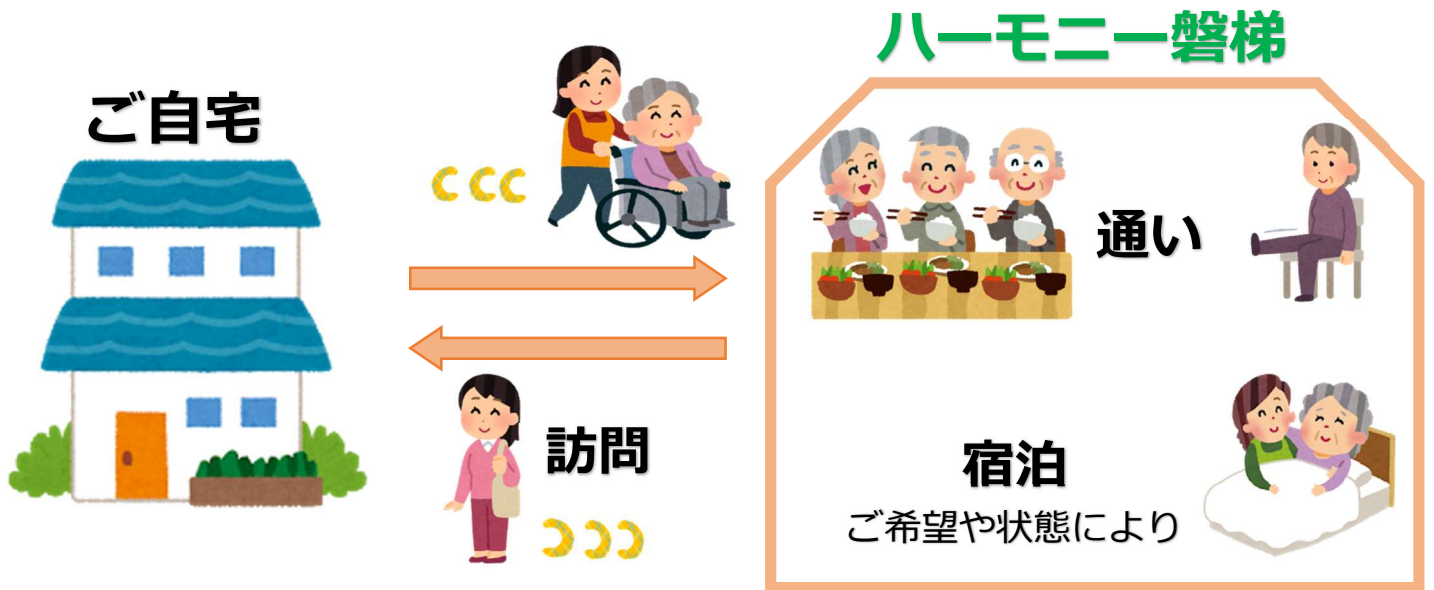 ハーモニー磐梯
ご自宅
通い
訪問
宿泊
ご希望や状態により